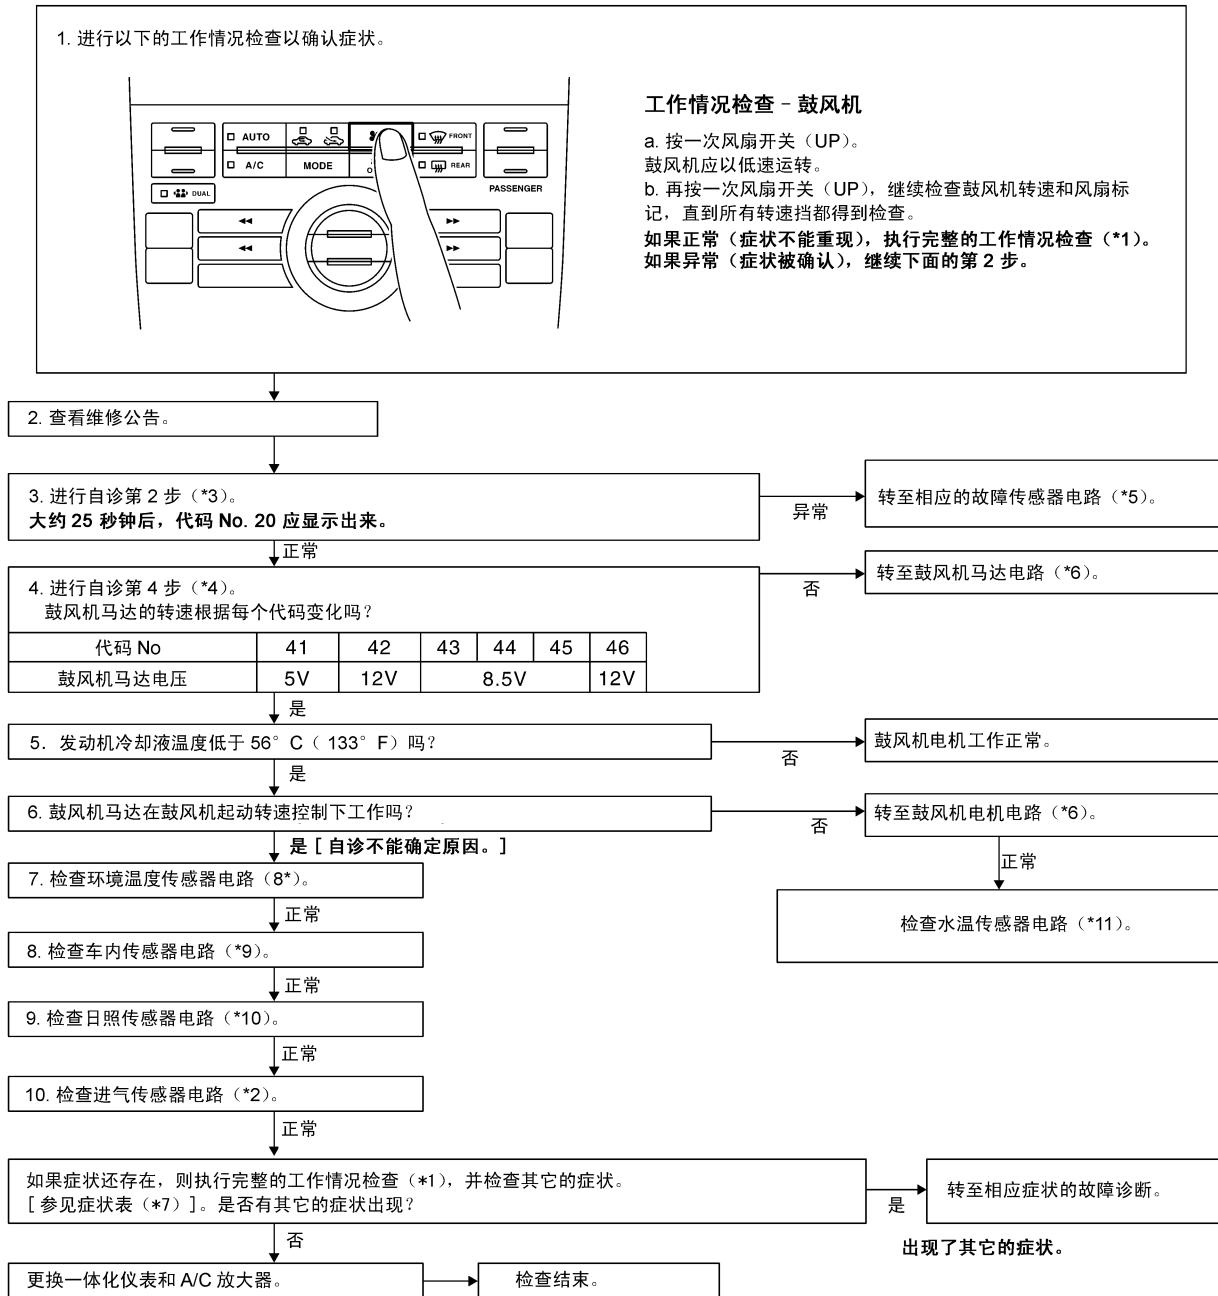 1. 进行以下的工作情况检查以确认症状。
AUTO
FRONT
A/C
MODE
REAR
DUAL
PASSENGER
工作情况检查 – 鼓风机
a. 按一次风扇开关（UP）。
鼓风机应以低速运转。
b. 再按一次风扇开关（UP），继续检查鼓风机转速和风扇标
记，直到所有转速挡都得到检查。
如果正常（症状不能重现），执行完整的工作情况检查（*1）。
如果异常（症状被确认），继续下面的第 2 步。
2. 查看维修公告。
3. 进行自诊第 2 步（*3）。
大约 25 秒钟后，代码 No. 20 应显示出来。
异常
转至相应的故障传感器电路（*5）。
正常
4. 进行自诊第 4 步（*4）。
鼓风机马达的转速根据每个代码变化吗？
否
转至鼓风机马达电路（*6）。
代码 No 41 42 43 44 45 46
鼓风机马达电压 5V 12V 8.5V 12V
是
5. 发动机冷却液温度低于 56°C（133°F）吗？
否
鼓风机电机工作正常。
是
6. 鼓风机马达在鼓风机起动转速控制下工作吗？
否
转至鼓风机电机电路（*6）。
是 [ 自诊不能确定原因。]
正常
7. 检查环境温度传感器电路（8*）。
检查水温传感器电路（*11）。
正常
8. 检查车内传感器电路（*9）。
正常
9. 检查日照传感器电路（*10）。
正常
10. 检查进气传感器电路（*2）。
正常
如果症状还存在，则执行完整的工作情况检查（*1），并检查其它的症状。
[ 参见症状表（*7）]。是否有其它的症状出现？
是
转至相应症状的故障诊断。
出现了其它的症状。
否
更换一体化仪表和 A/C 放大器。
检查结束。